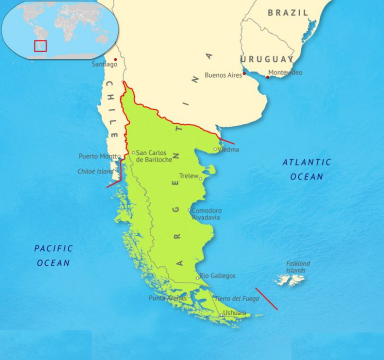 BRAZIL
URUGUAY
Santiago
Buenos Aires
Montevideo
CHILE
ARGENTINA
Viedma
Puerto Montt
San Carlos
de Bariloche
Chiloé Island
ATLANTIC
OCEAN
Trelew
Comodoro
Rivadavia
PACIFIC
OCEAN
Falkland
Islands
Río Gallegos
Punta Arenas
Tierra del Fuego
Ushuaia